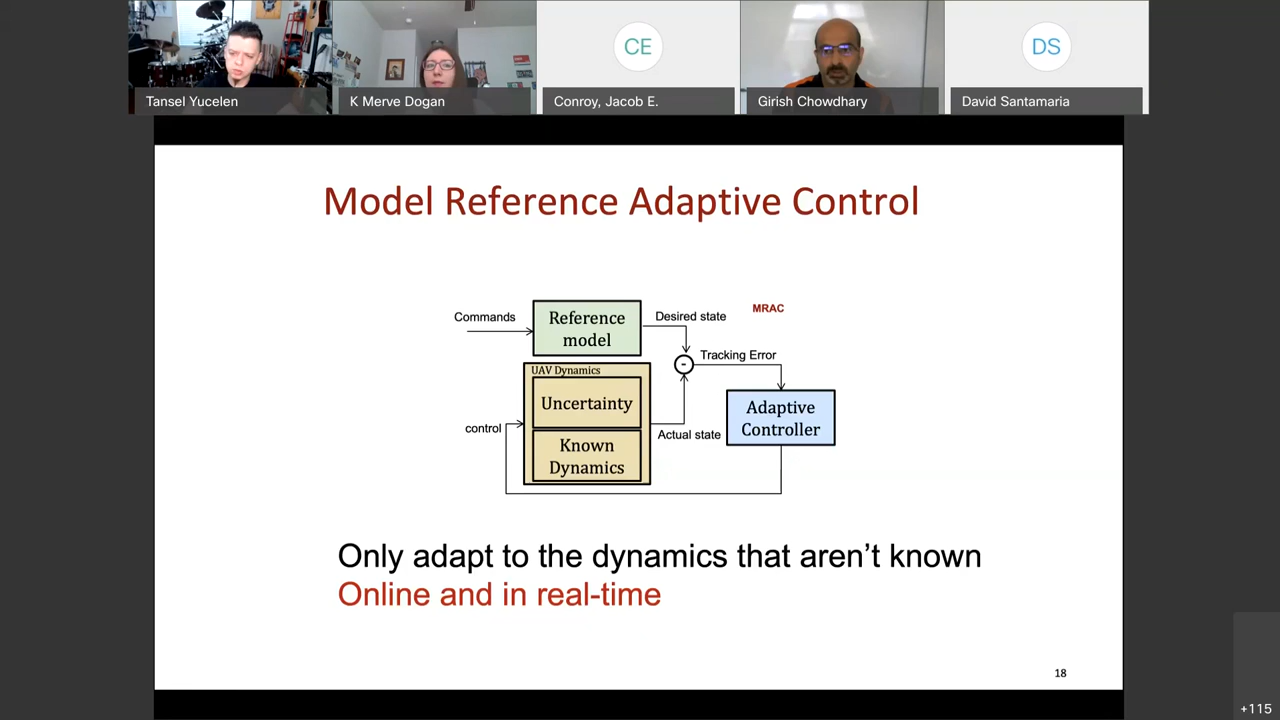 CE
DS
Tansel Yucelen
K Merve Dogan
Conroy, Jacob E.
Girish Chowdhary
David Santamaria
Model Reference Adaptive Control
Commands
Reference
model
Desired state
MRAC
UAV Dynamics
Uncertainty
Known
Dynamics
control
-
Tracking Error
Actual state
Adaptive
Controller
Only adapt to the dynamics that aren't known
Online and in real-time
18
+115